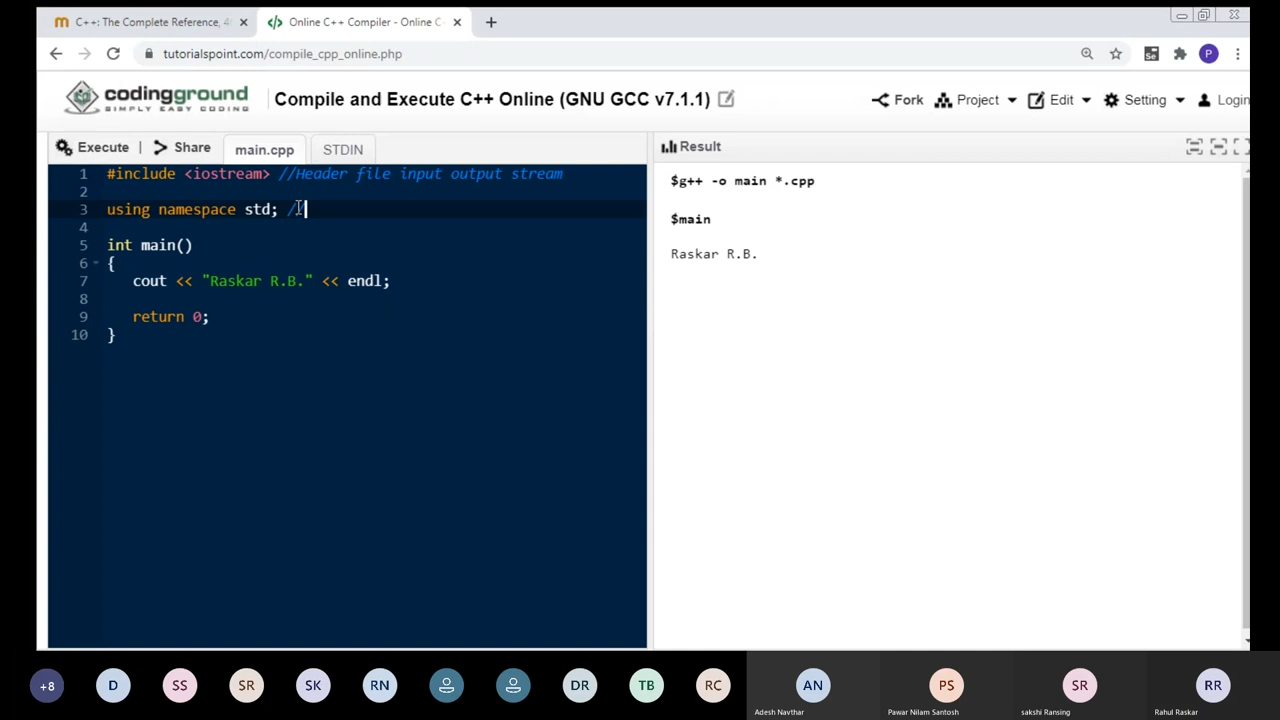 C++: The Complete Reference, 4
Online C++ Compiler - Online C
tutorialspoint.com/compile_cpp_online.php
Se
P
codingground
SIMPLY EASY CODING
Compile and Execute C++ Online (GNU GCC v7.1.1)
Fork
Project
Edit
Setting
Login
Execute | Share
main.cpp
STDIN
Result
1 #include <iostream> //Header file input output stream
2
3 using namespace std; //
4
5 int main()
6 {
7 cout << "Raskar R.B." << endl;
8
9 return 0;
10 }
$g++ -o main *.cpp
$main
Raskar R.B.
+8
D
SS
SR
SK
RN
DR
TB
RC
AN
PS
SR
RR
Adesh Navthar
Pawar Nilam Santosh
sakshi Ransing
Rahul Raskar